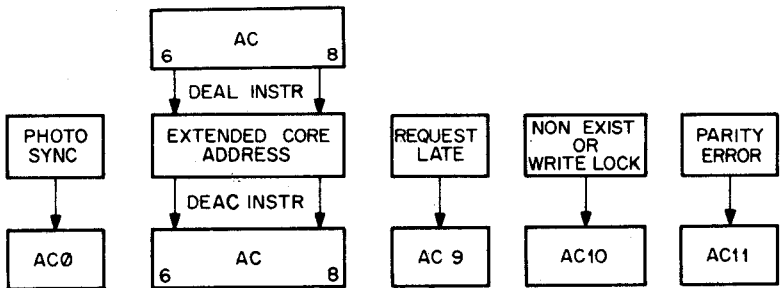 AC
6 8
DEAL INSTR
PHOTO
SYNC
EXTENDED CORE
ADDRESS
REQUEST
LATE
NON EXIST
OR
WRITE LOCK
PARITY
ERROR
DEAC INSTR
AC0
AC
6 8
AC 9
AC10
AC11